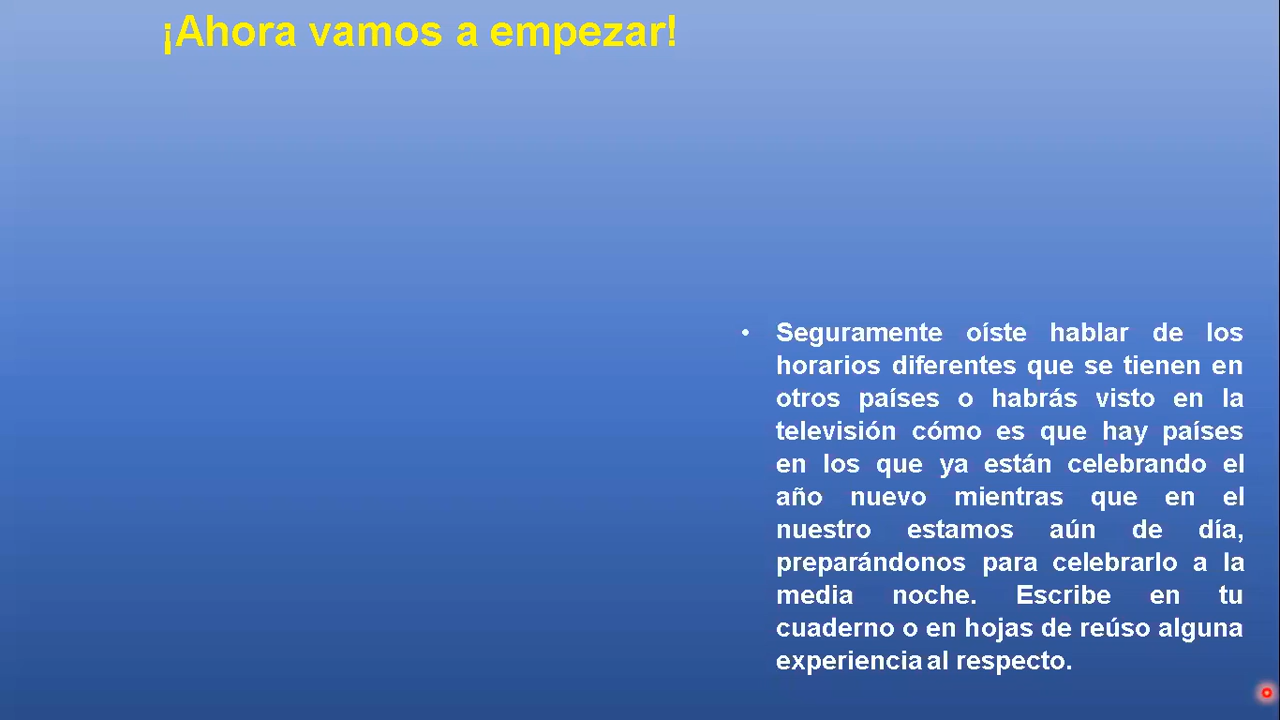 ¡Ahora vamos a empezar!
• Seguramente oíste hablar de los
horarios diferentes que se tienen en
otros países o habrás visto en la
televisión cómo es que hay países
en los que ya están celebrando el
año nuevo mientras que en el
nuestro estamos aún de día,
preparándonos para celebrarlo a la
media noche. Escribe en tu
cuaderno o en hojas de reúso alguna
experiencia al respecto.